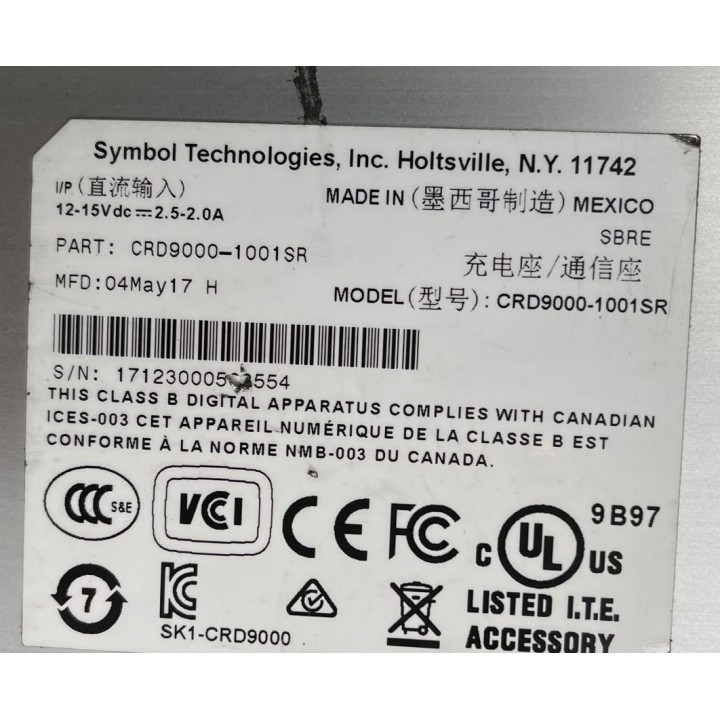 Symbol Technologies, Inc. Holtsville, N.Y. 11742
I/P (直流输入)
MADE IN (墨西哥制造) MEXICO
12-15Vdc ⎓ 2.5-2.0A
SBRE
PART: CRD9000-1001SR
充电座/通信座
MFD:04May17 H
MODEL(型号): CRD9000-1001SR
S/N:
THIS CLASS B DIGITAL APPARATUS COMPLIES WITH CANADIAN
ICES-003 CET APPAREIL NUMÉRIQUE DE LA CLASSE B EST
CONFORME À LA NORME NMB-003 DU CANADA.
CCC S&E
VCCI
CE
FC
C UL US
9B97
7
KC
SK1-CRD9000
LISTED I.T.E.
ACCESSORY